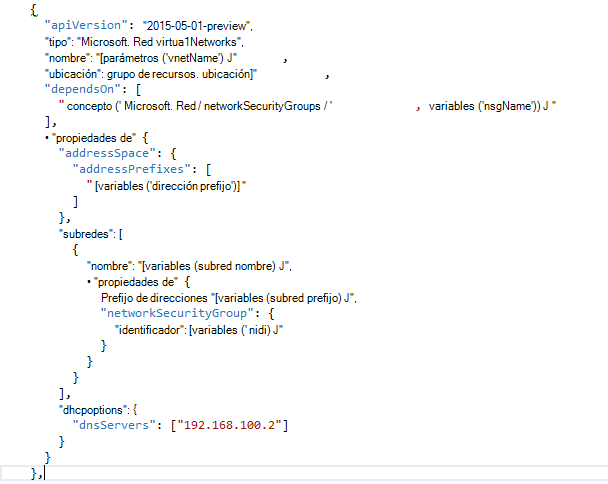 {
"apiVersion": "2015-05-01-preview",
"tipo": "Microsoft. Red virtua1Networks",
"nombre": "[parámetros ('vnetName') J" ,
"ubicación": grupo de recursos. ubicación]" ,
"dependsOn": [
" concepto (' Microsoft. Red / networkSecurityGroups / ' , variables ('nsgName')) J "
],
• "propiedades de" {
"addressSpace": {
"addressPrefixes": [
" [variables ('dirección prefijo')] "
]
},
"subredes": [
{
"nombre": "[variables (subred nombre) J",
• "propiedades de" {
Prefijo de direcciones "[variables (subred prefijo) J",
"networkSecurityGroup": {
"identificador": [variables (' nidi) J"
}
}
}
],
"dhcpoptions": {
"dnsServers": ["192.168.100.2"]
}
}
},